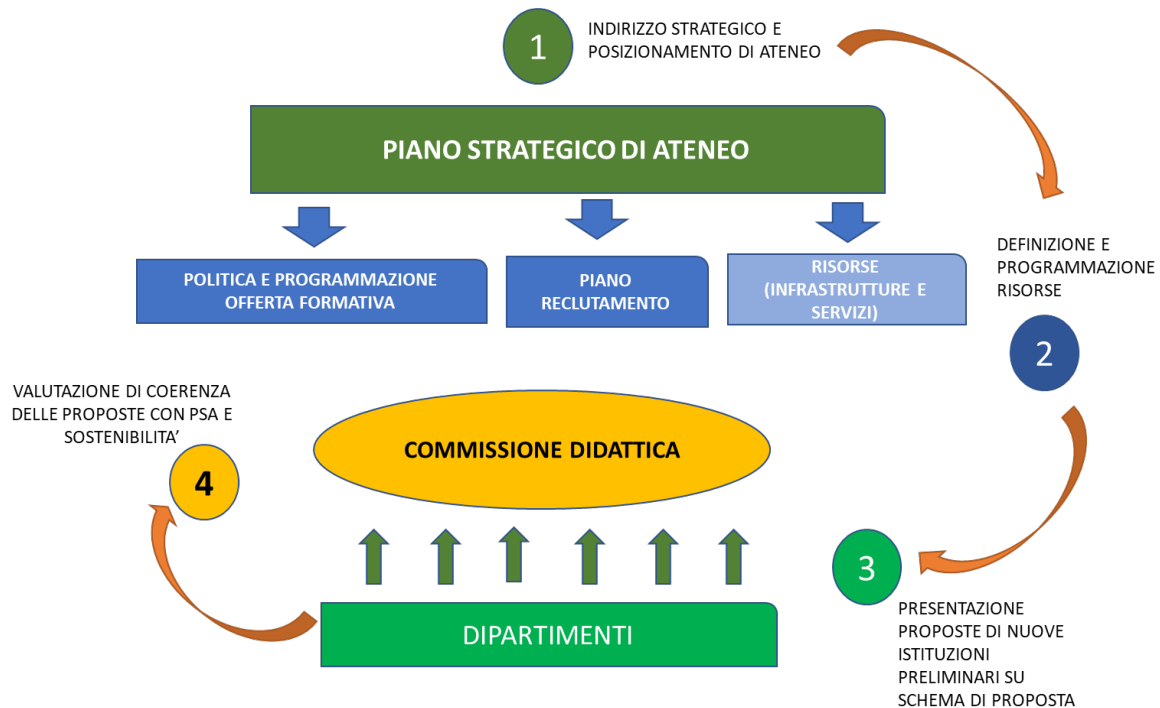 1
INDIRIZZO STRATEGICO E
POSIZIONAMENTO DI ATENEO
PIANO STRATEGICO DI ATENEO
POLITICA E PROGRAMMAZIONE
OFFERTA FORMATIVA
PIANO
RECLUTAMENTO
RISORSE
(INFRASTRUTTURE E
SERVIZI)
DEFINIZIONE E
PROGRAMMAZIONE
RISORSE
2
VALUTAZIONE DI COERENZA
DELLE PROPOSTE CON PSA E
SOSTENIBILITA’
4
COMMISSIONE DIDATTICA
3
PRESENTAZIONE
PROPOSTE DI NUOVE
ISTITUZIONI
PRELIMINARI SU
SCHEMA DI PROPOSTA
DIPARTIMENTI